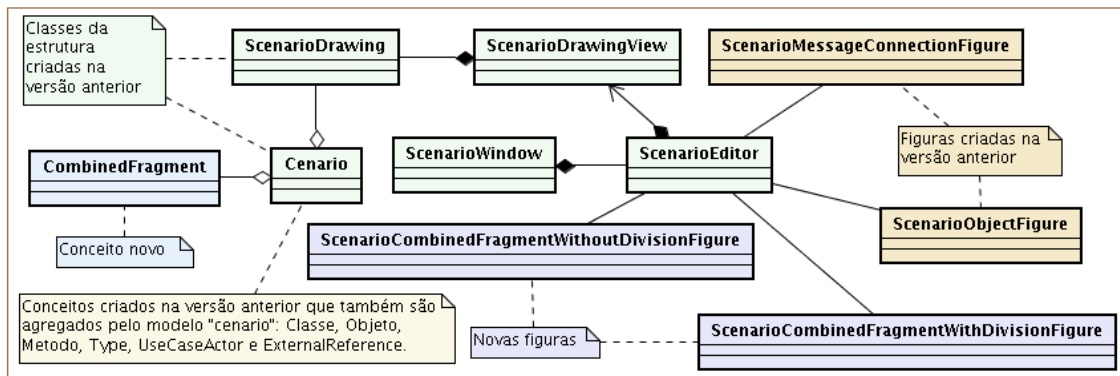 Classes da
estrutura
criadas na
versão anterior
ScenarioDrawing
ScenarioDrawingView
ScenarioMessageConnectionFigure
CombinedFragment
Cenario
ScenarioWindow
ScenarioEditor
Figuras criadas na
versão anterior
Conceito novo
ScenarioCombinedFragmentWithoutDivisionFigure
ScenarioObjectFigure
Conceitos criados na versão anterior que também são
agregados pelo modelo "cenario": Classe, Objeto,
Metodo, Type, UseCaseActor e ExternalReference.
Novas figuras
ScenarioCombinedFragmentWithDivisionFigure